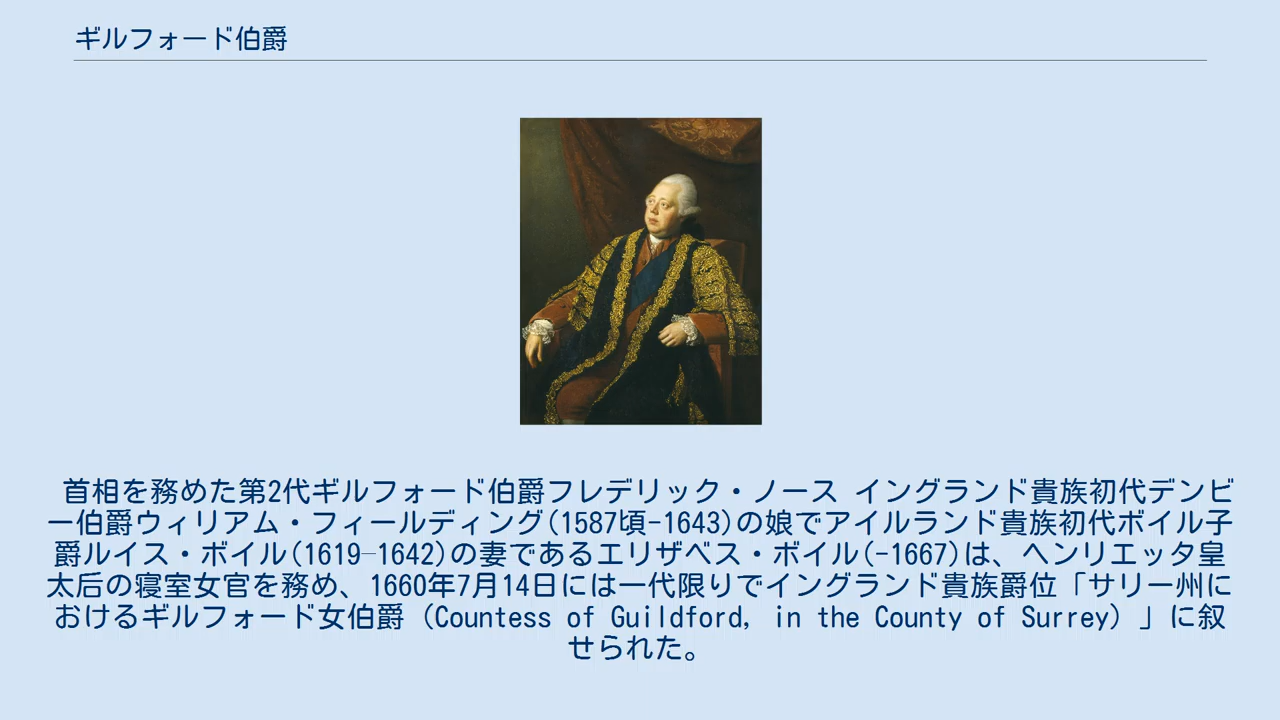 ギルフォード伯爵
首相を務めた第2代ギルフォード伯爵フレデリック・ノース イングランド貴族初代デンビ
ー伯爵ウィリアム・フィールディング(1587頃-1643)の娘でアイルランド貴族初代ボイル子
爵ルイス・ボイル(1619–1642)の妻であるエリザベス・ボイル(-1667)は、ヘンリエッタ皇
太后の寝室女官を務め、1660年7月14日には一代限りでイングランド貴族爵位「サリー州に
おけるギルフォード女伯爵（Countess of Guildford, in the County of Surrey）」に叙
せられた。